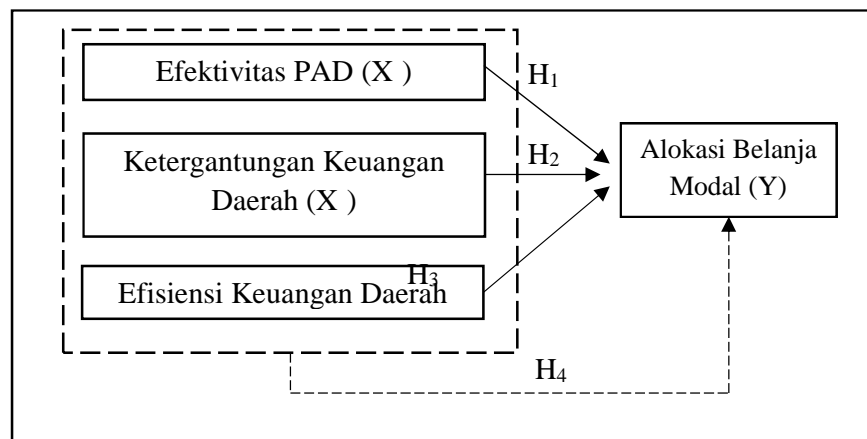 Efektivitas PAD (X )
H₁
Ketergantungan Keuangan
Daerah (X )
H₂
Alokasi Belanja
Modal (Y)
H₃
Efisiensi Keuangan Daerah
H₄